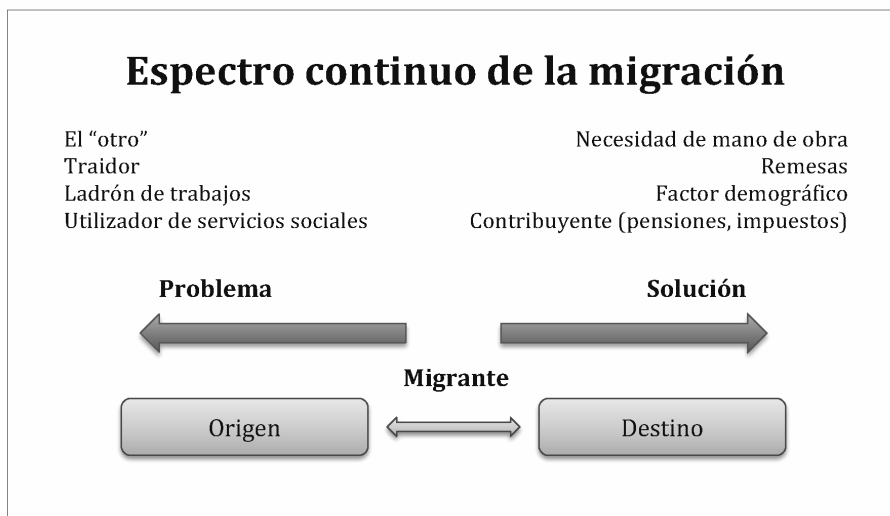 Espectro continuo de la migración
El “otro”
Traidor
Ladrón de trabajos
Utilizador de servicios sociales
Necesidad de mano de obra
Remesas
Factor demográfico
Contribuyente (pensiones, impuestos)
Problema
Solución
Migrante
Origen
Destino